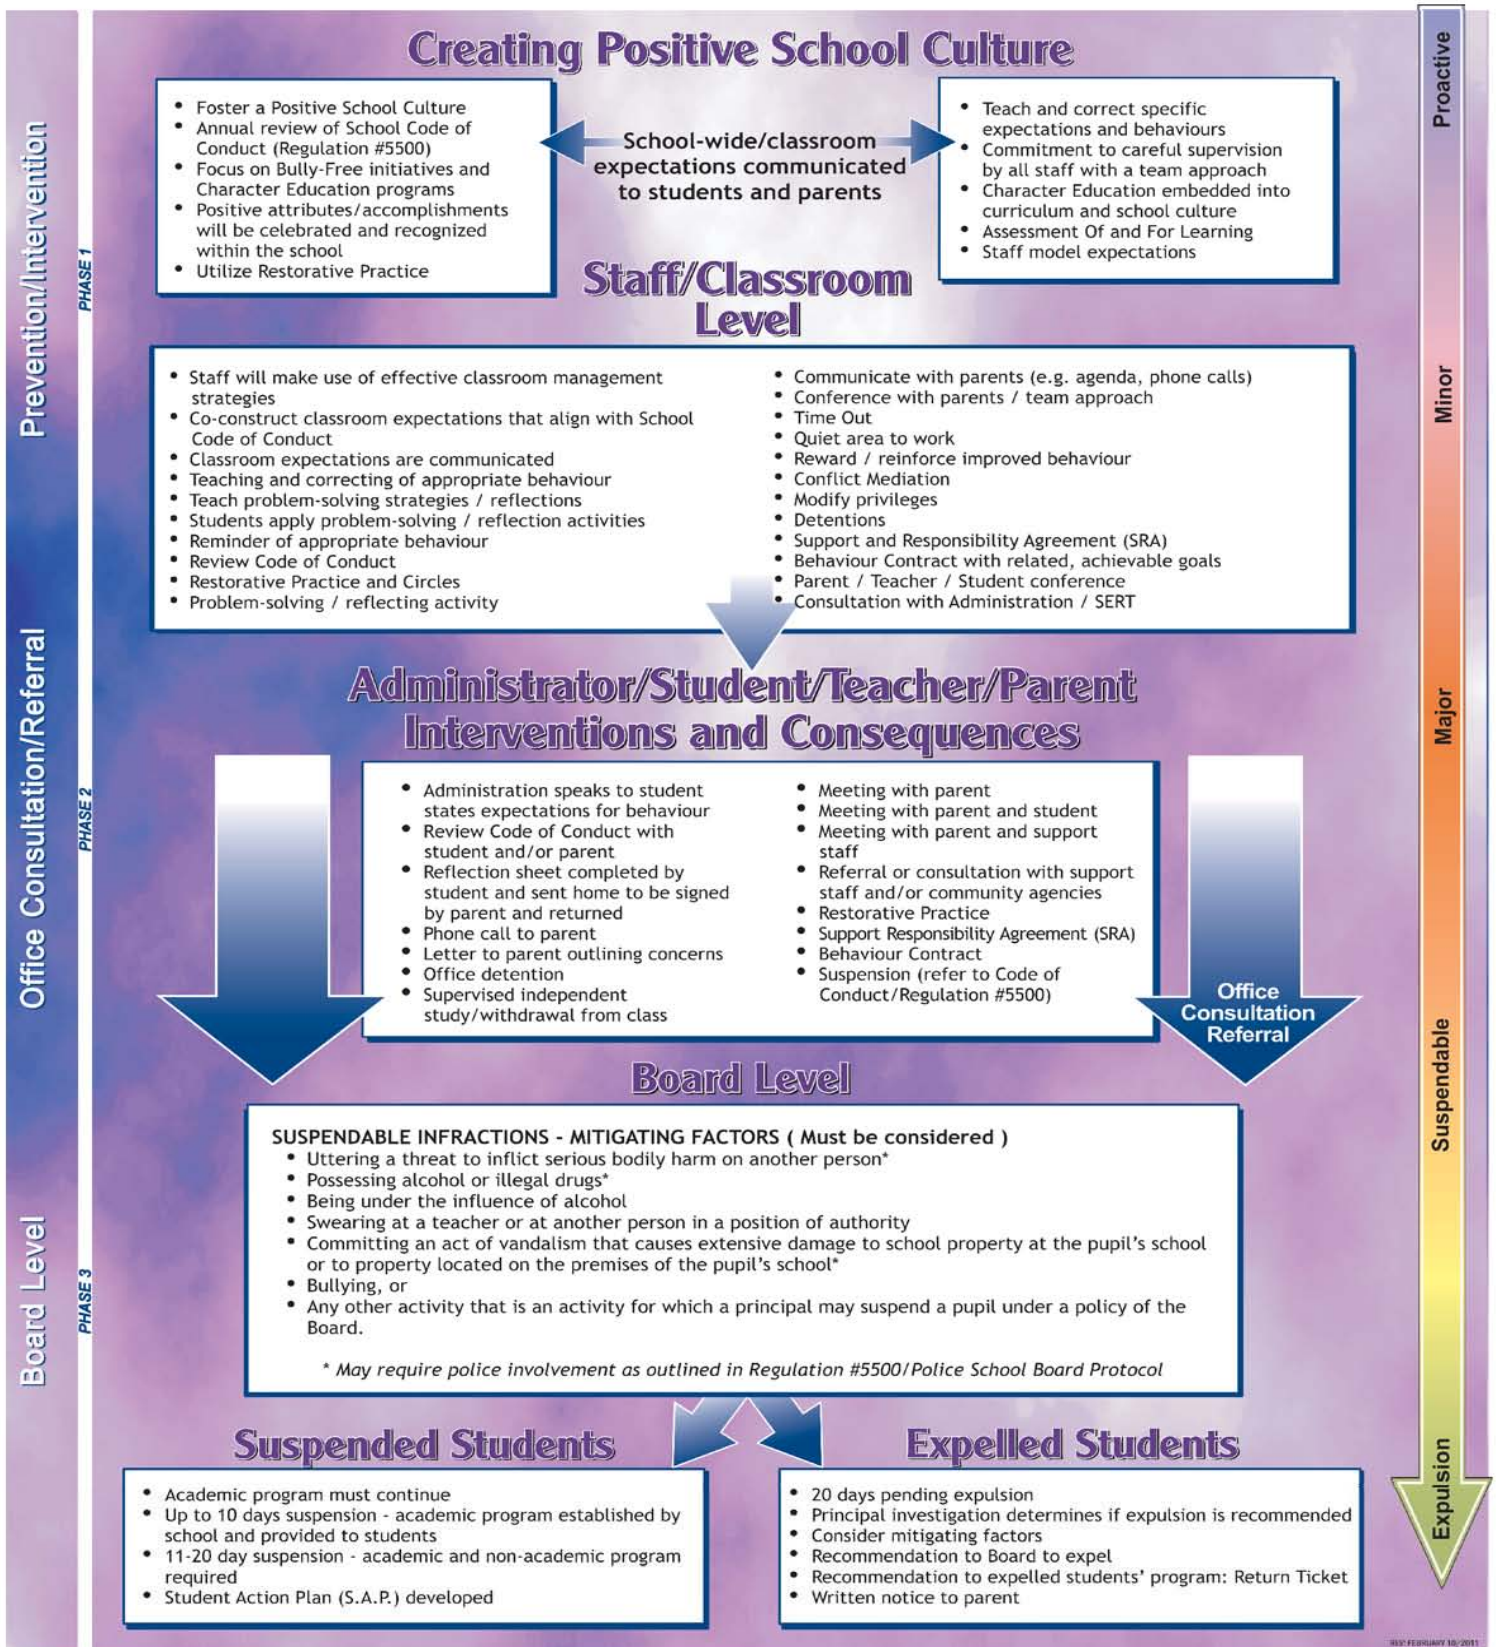 Creating Positive School Culture
• Foster a Positive School Culture
• Annual review of School Code of
Conduct (Regulation #5500)
• Focus on Bully-Free initiatives and
Character Education programs
• Positive attributes/accomplishments
will be celebrated and recognized
within the school
• Utilize Restorative Practice
School-wide/classroom
expectations communicated
to students and parents
• Teach and correct specific
expectations and behaviours
• Commitment to careful supervision
by all staff with a team approach
• Character Education embedded into
curriculum and school culture
• Assessment Of and For Learning
• Staff model expectations
Prevention/Intervention
PHASE 1
Proactive
Staff/Classroom
Level
• Staff will make use of effective classroom management
strategies
• Co-construct classroom expectations that align with School
Code of Conduct
• Classroom expectations are communicated
• Teaching and correcting of appropriate behaviour
• Teach problem-solving strategies / reflections
• Students apply problem-solving / reflection activities
• Reminder of appropriate behaviour
• Review Code of Conduct
• Restorative Practice and Circles
• Problem-solving / reflecting activity
• Communicate with parents (e.g. agenda, phone calls)
• Conference with parents / team approach
• Time Out
• Quiet area to work
• Reward / reinforce improved behaviour
• Conflict Mediation
• Modify privileges
• Detentions
• Support and Responsibility Agreement (SRA)
• Behaviour Contract with related, achievable goals
• Parent / Teacher / Student conference
• Consultation with Administration / SERT
Minor
Administrator/Student/Teacher/Parent
Interventions and Consequences
Office Consultation/Referral
PHASE 2
• Administration speaks to student
states expectations for behaviour
• Review Code of Conduct with
student and/or parent
• Reflection sheet completed by
student and sent home to be signed
by parent and returned
• Phone call to parent
• Letter to parent outlining concerns
• Office detention
• Supervised independent
study/withdrawal from class
• Meeting with parent
• Meeting with parent and student
• Meeting with parent and support
staff
• Referral or consultation with support
staff and/or community agencies
• Restorative Practice
• Support Responsibility Agreement (SRA)
• Behaviour Contract
• Suspension (refer to Code of
Conduct/Regulation #5500)
Office
Consultation
Referral
Major
Board Level
Board Level
PHASE 3
SUSPENDABLE INFRACTIONS - MITIGATING FACTORS ( Must be considered )
• Uttering a threat to inflict serious bodily harm on another person*
• Possessing alcohol or illegal drugs*
• Being under the influence of alcohol
• Swearing at a teacher or at another person in a position of authority
• Committing an act of vandalism that causes extensive damage to school property at the pupil's school
or to property located on the premises of the pupil's school*
• Bullying, or
• Any other activity that is an activity for which a principal may suspend a pupil under a policy of the
Board.
* May require police involvement as outlined in Regulation #5500/Police School Board Protocol
Suspendable
Suspended Students
• Academic program must continue
• Up to 10 days suspension - academic program established by
school and provided to students
• 11-20 day suspension - academic and non-academic program
required
• Student Action Plan (S.A.P.) developed
Expelled Students
• 20 days pending expulsion
• Principal investigation determines if expulsion is recommended
• Consider mitigating factors
• Recommendation to Board to expel
• Recommendation to expelled students' program: Return Ticket
• Written notice to parent
Expulsion
FEBRUARY 10, 2011